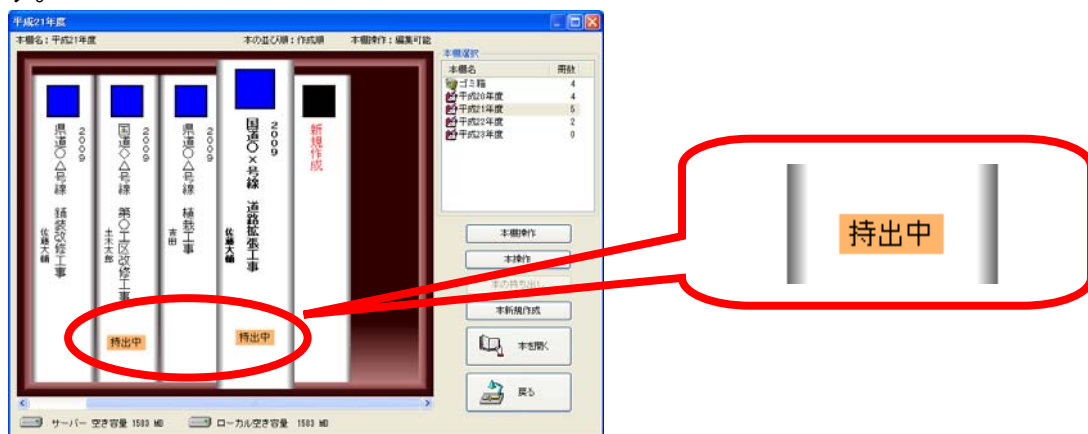 す。
平成21年度
本棚名：平成21年度 本の並び順：作成順 本棚操作：編集可能
2009
県道○△号線 舗装改修工事
佐藤大輔
2009
国道◇△号線 第○工区改修工事
土木太郎
持出中
2009
県道○△号線 植栽工事
吉田
2009
国道○×号線 道路拡張工事
佐藤大輔
持出中
新規作成
本棚選択
本棚名 冊数
ゴミ箱 4
平成20年度 4
平成21年度 5
平成22年度 2
平成23年度 0
本棚操作
本操作
本の持ち出し
本新規作成
本を開く
戻る
サーバー 空き容量 1583 MB ローカル空き容量 1583 MB
持出中